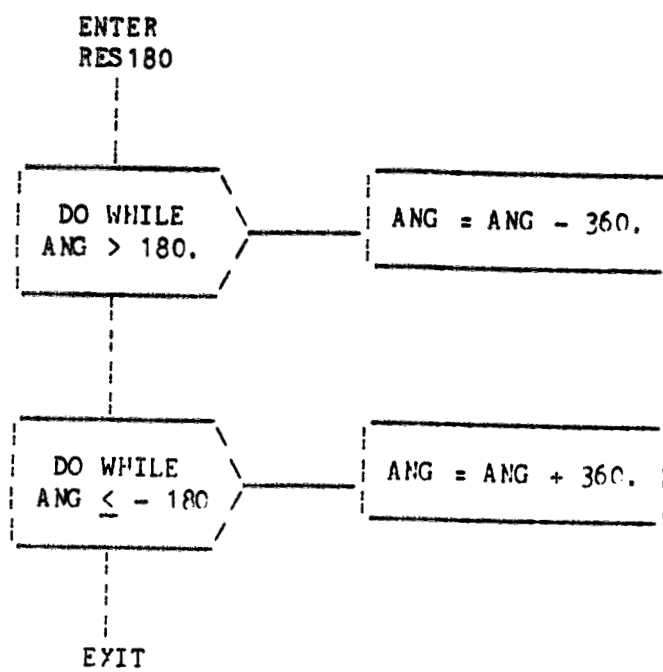 ENTER
RES180
DO WHILE
ANG > 180.
ANG = ANG - 360.
DO WHILE
ANG ≤ - 180
ANG = ANG + 360.
EXIT